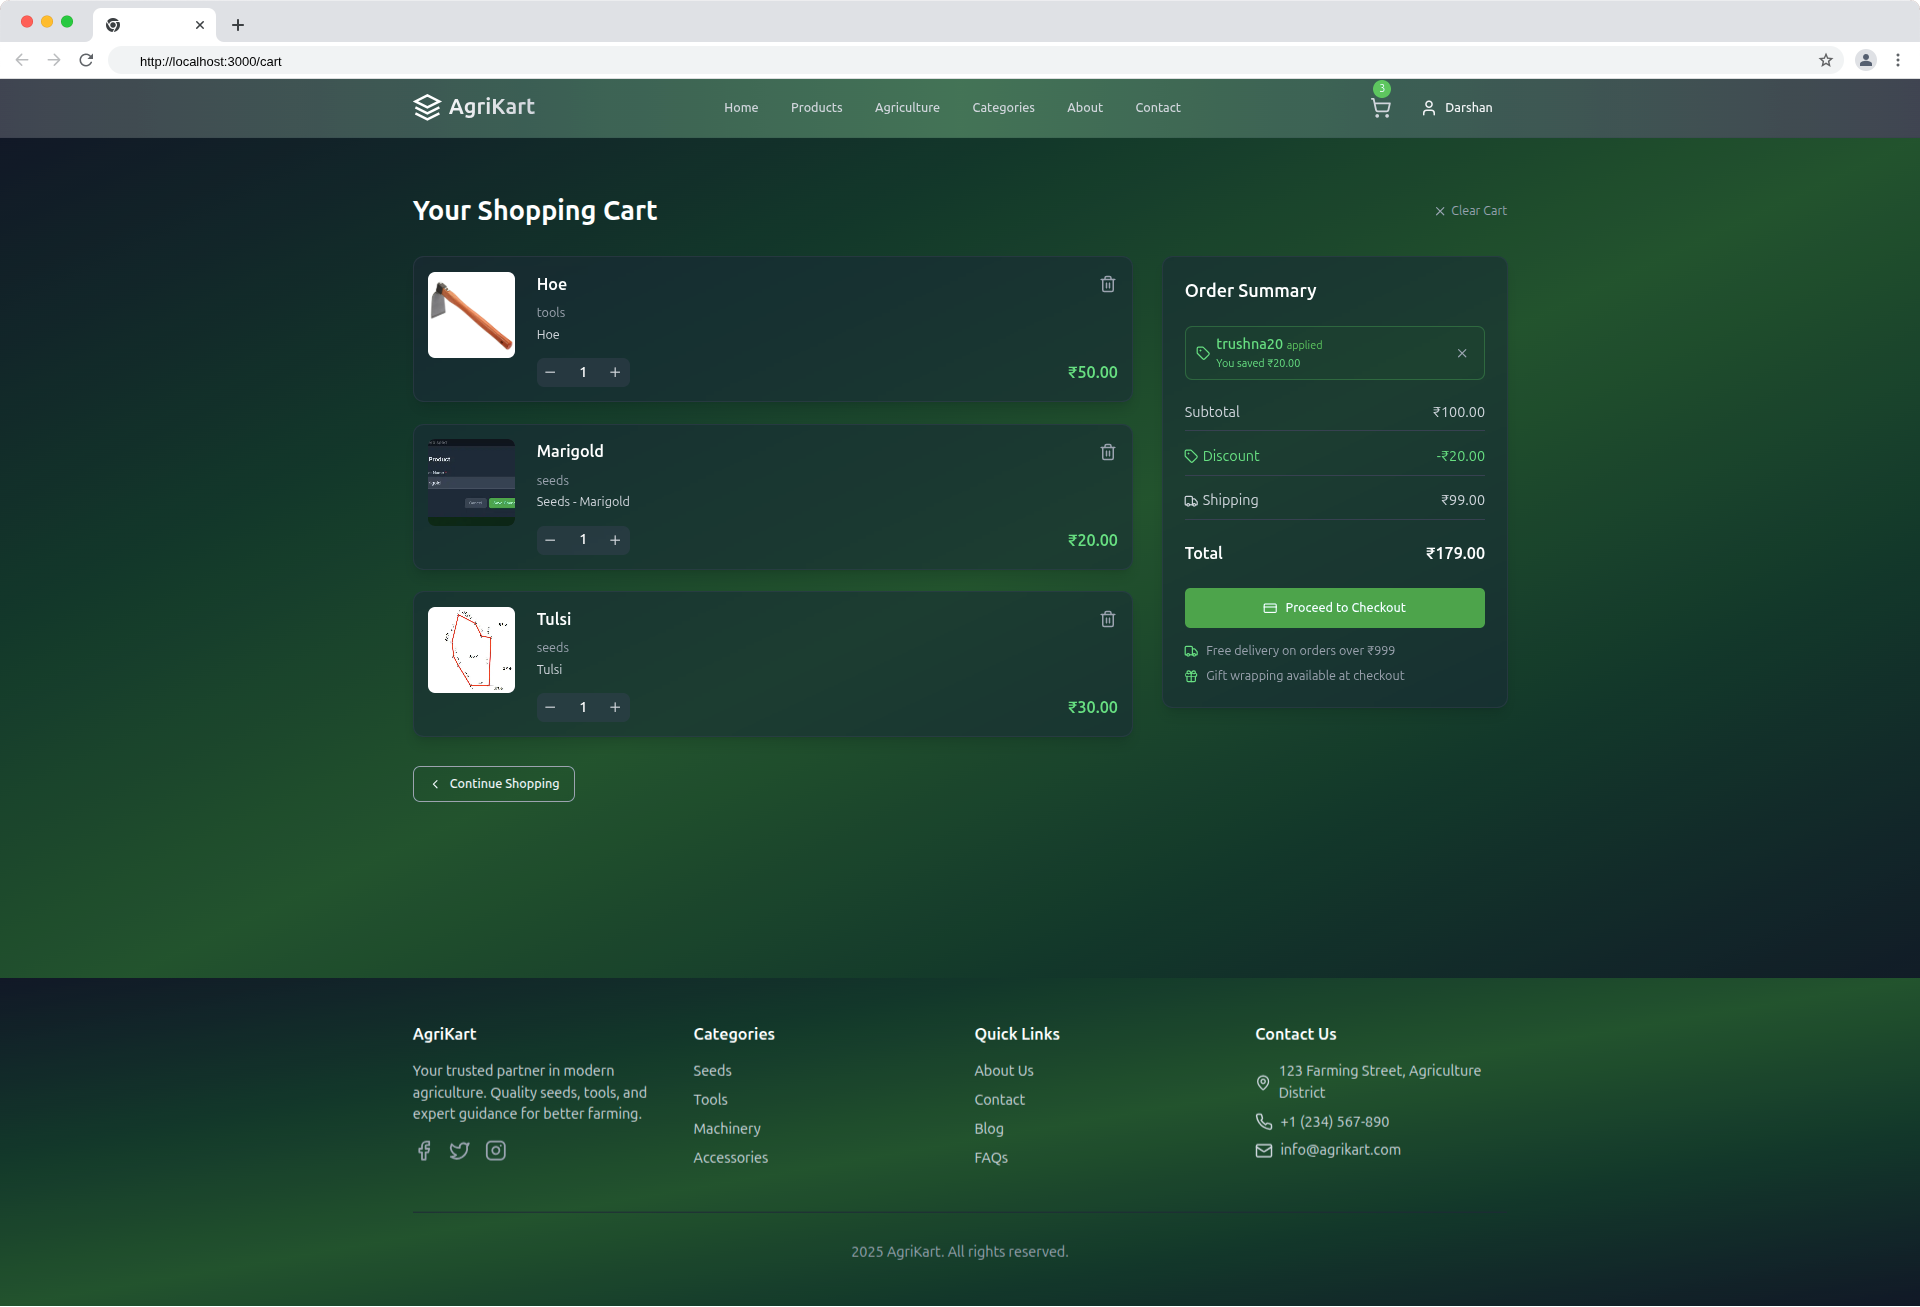 http://localhost:3000/cart
AgriKart
Home
Products
Agriculture
Categories
About
Contact
3
Darshan
Your Shopping Cart
Clear Cart
Hoe
tools
Hoe
1
₹50.00
Product
Marigold
seeds
Seeds - Marigold
1
₹20.00
Tulsi
seeds
Tulsi
1
₹30.00
Continue Shopping
Order Summary
trushna20 applied
You saved ₹20.00
Subtotal ₹100.00
Discount -₹20.00
Shipping ₹99.00
Total ₹179.00
Proceed to Checkout
Free delivery on orders over ₹999
Gift wrapping available at checkout
AgriKart
Your trusted partner in modern
agriculture. Quality seeds, tools, and
expert guidance for better farming.
Categories
Seeds
Tools
Machinery
Accessories
Quick Links
About Us
Contact
Blog
FAQs
Contact Us
123 Farming Street, Agriculture
District
+1 (234) 567-890
info@agrikart.com
2025 AgriKart. All rights reserved.